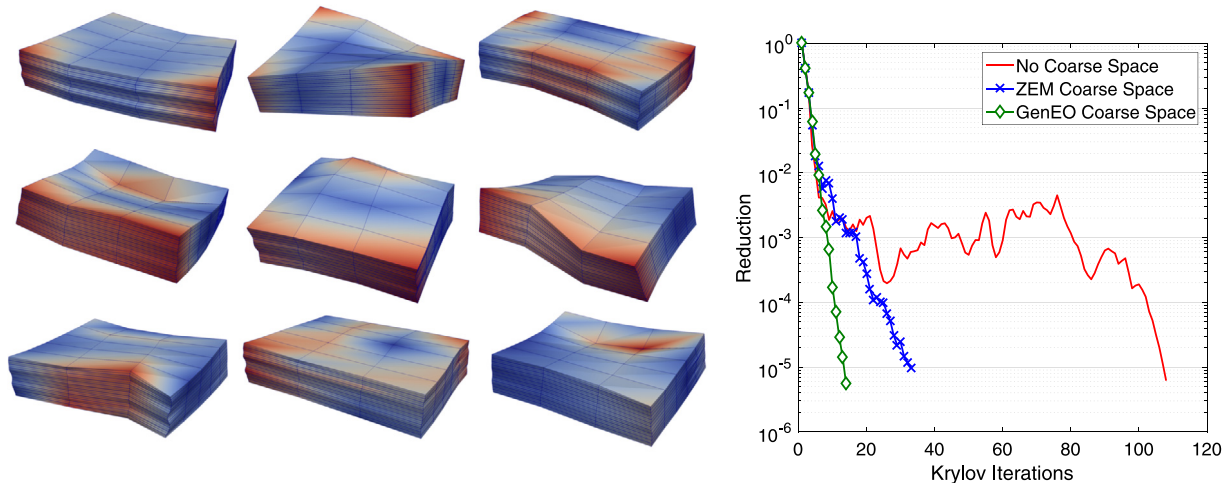 No Coarse Space
ZEM Coarse Space
GenEO Coarse Space
Reduction
10^0
10^-1
10^-2
10^-3
10^-4
10^-5
10^-6
0 20 40 60 80 100 120
Krylov Iterations